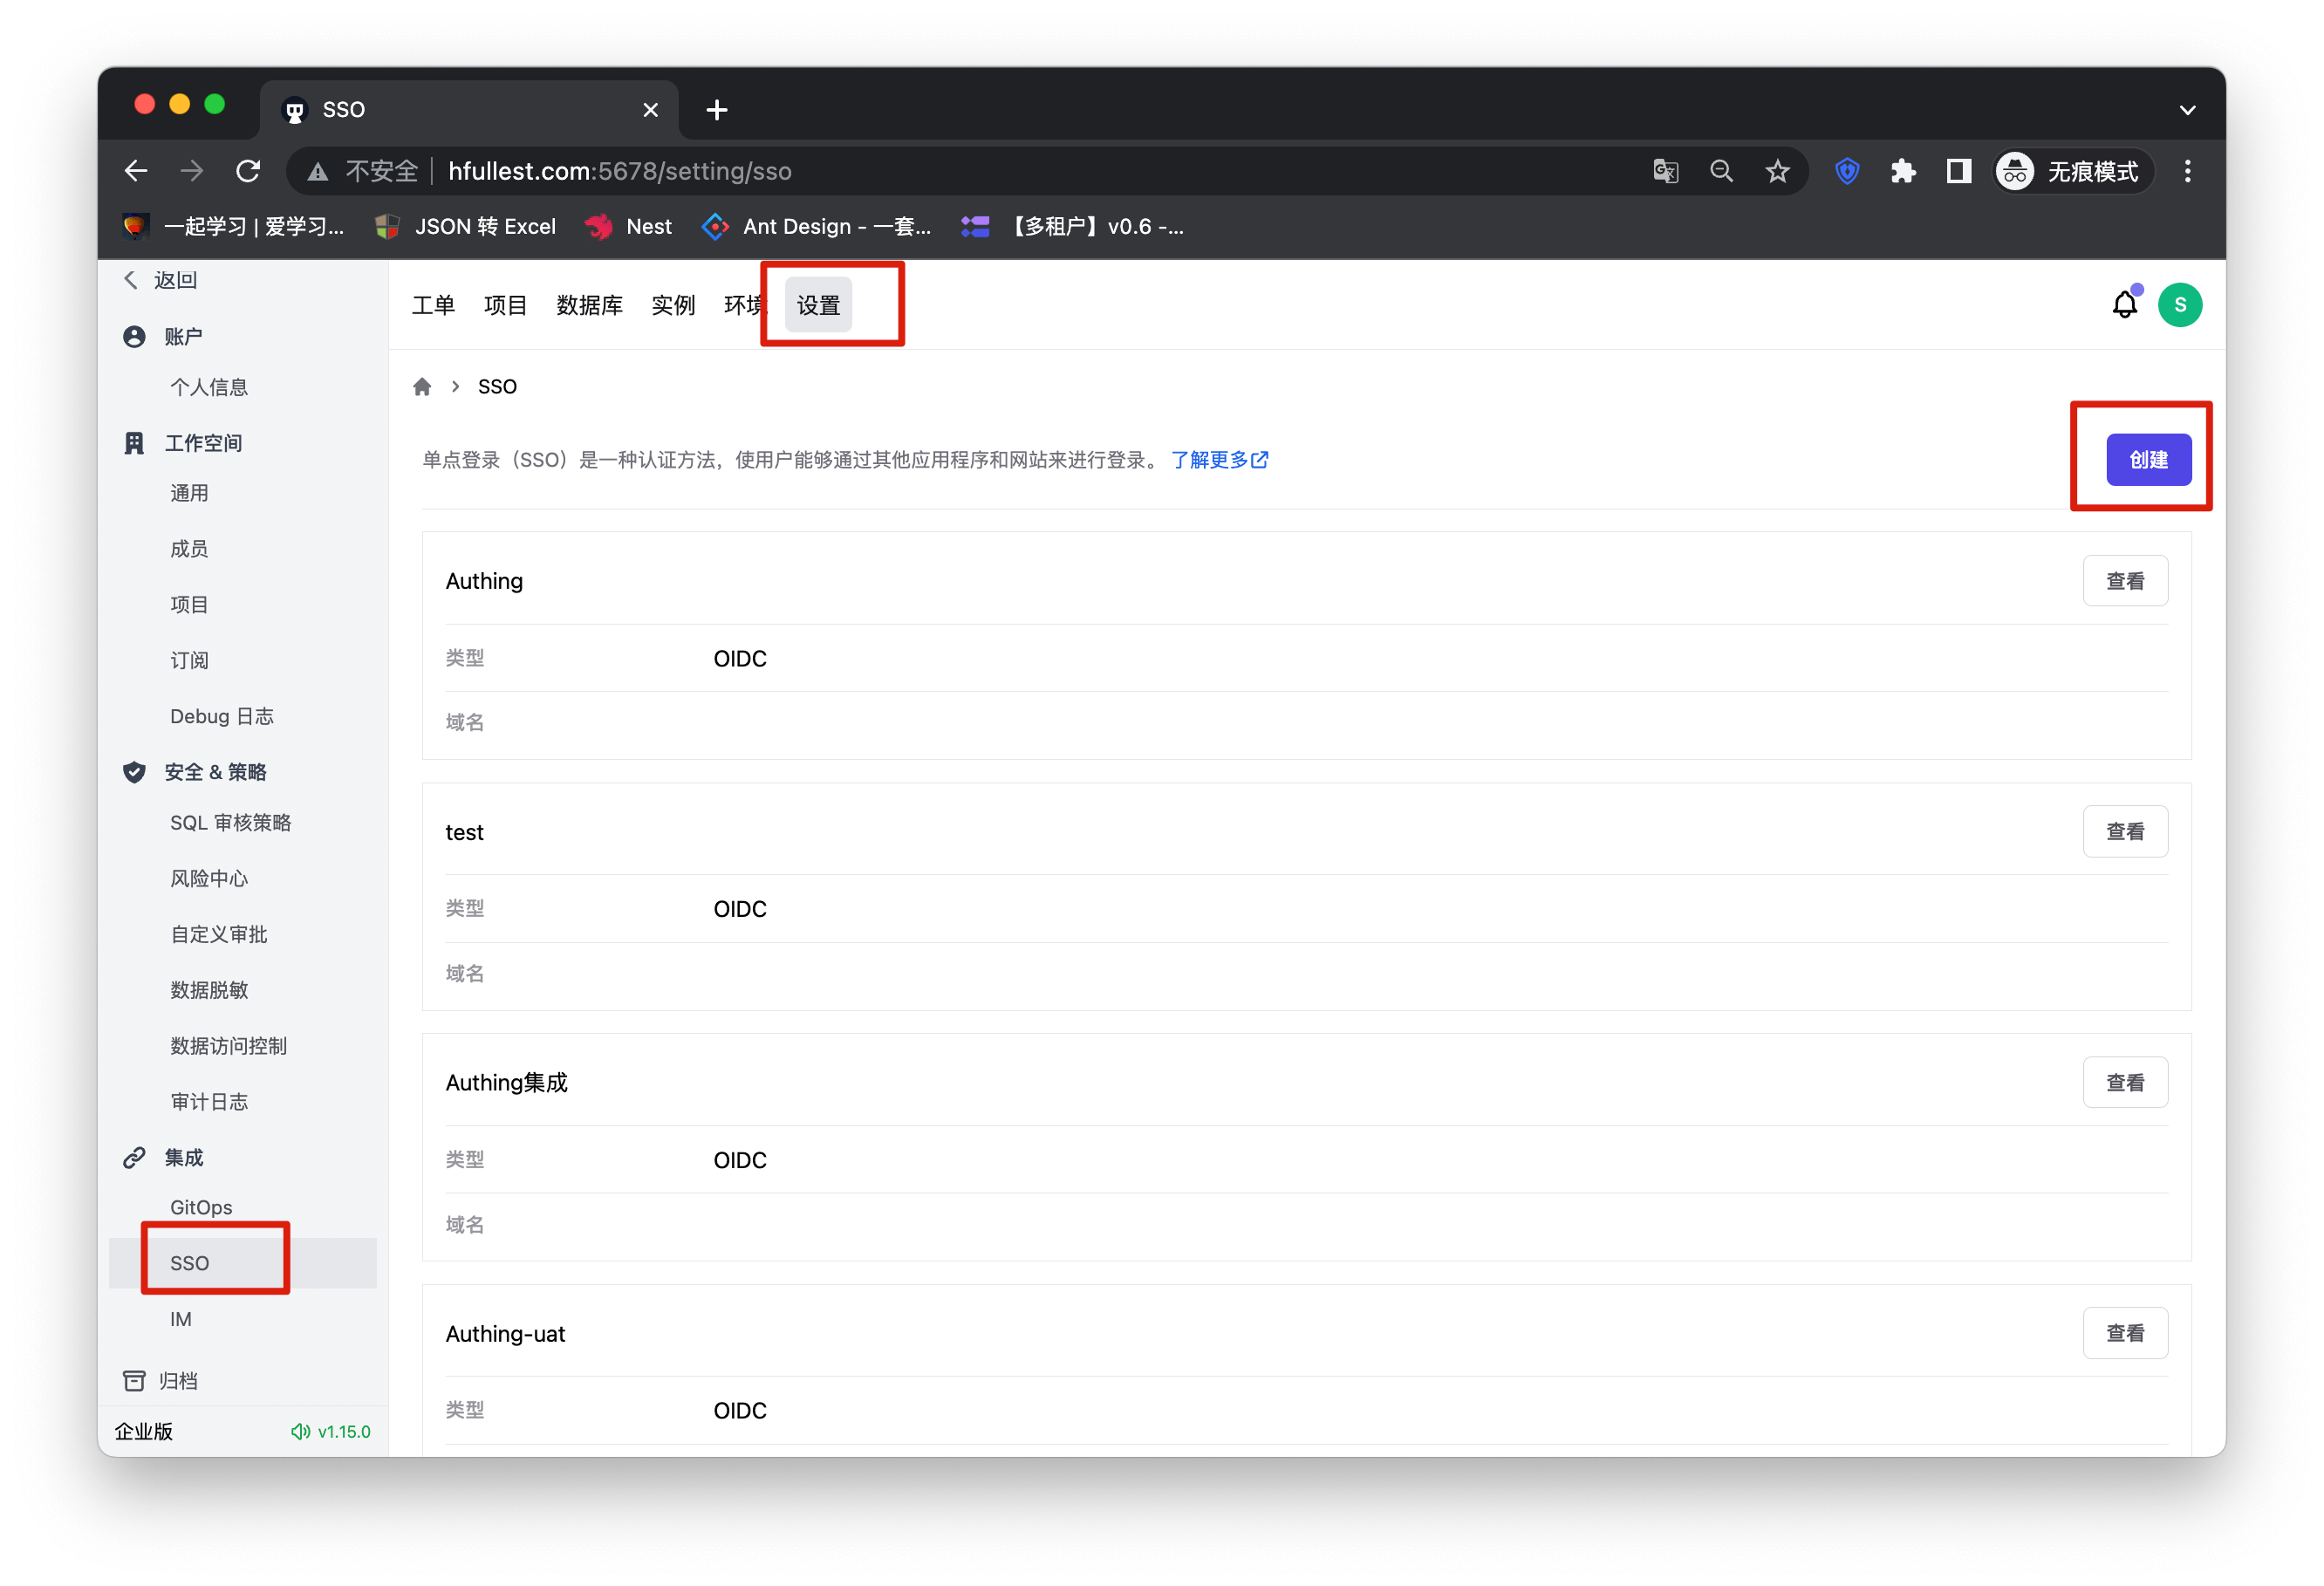 SSO
不安全 hfullest.com:5678/setting/sso 无痕模式
一起学习 | 爱学习... JSON 转 Excel Nest Ant Design - 一套... 【多租户】v0.6 -...
返回
账户
个人信息
工作空间
通用
成员
项目
订阅
Debug 日志
安全 & 策略
SQL 审核策略
风险中心
自定义审批
数据脱敏
数据访问控制
审计日志
集成
GitOps
SSO
IM
归档
企业版 v1.15.0
工单 项目 数据库 实例 环境 设置 S
SSO
单点登录（SSO）是一种认证方法，使用户能够通过其他应用程序和网站来进行登录。 了解更多 创建
Authing 查看
类型 OIDC
域名
test 查看
类型 OIDC
域名
Authing集成 查看
类型 OIDC
域名
Authing-uat 查看
类型 OIDC